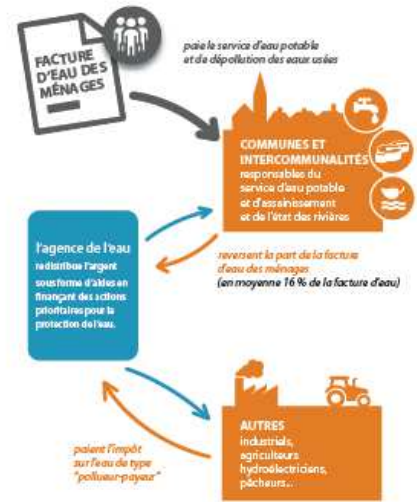 FACTURE
D'EAU DES
MÉNAGES
paie le service d'eau potable
et de dépollution des eaux usées
COMMUNES ET
INTERCOMMUNALITÉS
responsables du
service d'eau potable
et d'assainissement
et de l'état des rivières
l'agence de l'eau
redistribue l'argent
sous forme d'aides en
finançant des actions
prioritaires pour la
protection de l'eau.
reversent la part de la facture
d'eau des ménages
(en moyenne 16 % de la facture d'eau)
AUTRES
industriels,
agriculteurs
hydroélectriciens,
pêcheurs...
paient l'impôt
sur l'eau de type
"pollueur-payeur"